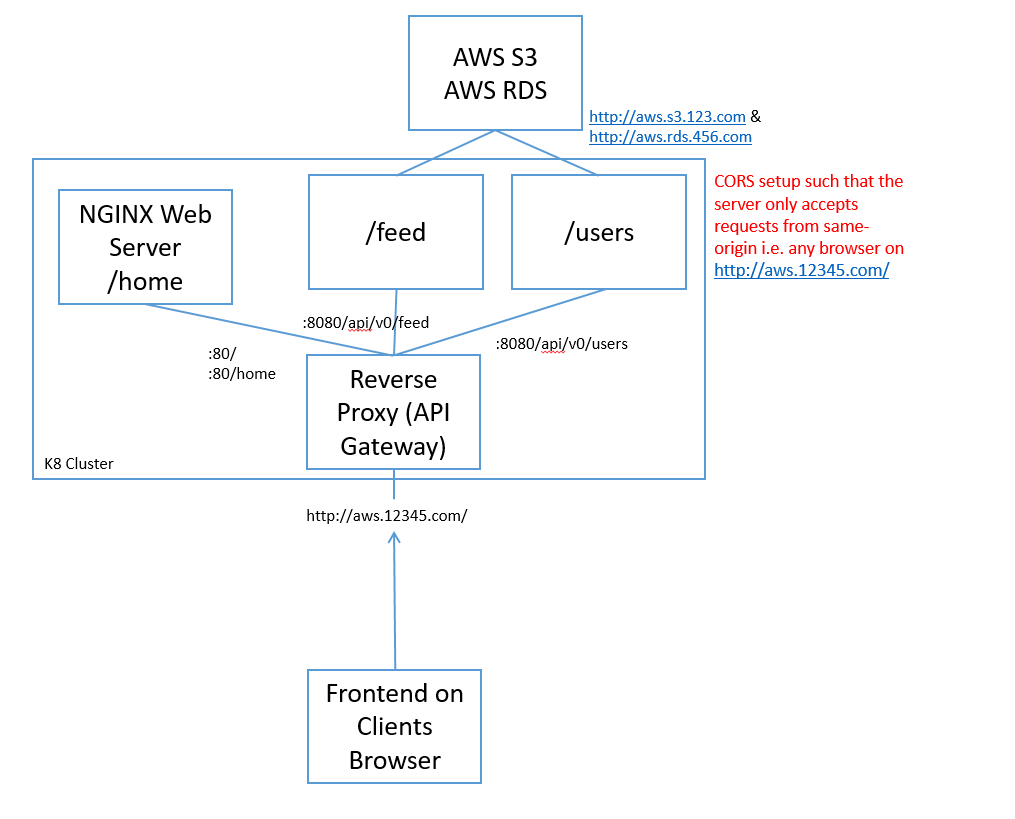 AWS S3
AWS RDS
http://aws.s3.123.com &
http://aws.rds.456.com
CORS setup such that the
server only accepts
requests from same-
origin i.e. any browser on
http://aws.12345.com/
NGINX Web
Server
/home
/feed
/users
:8080/api/v0/feed
:8080/api/v0/users
:80/
:80/home
Reverse
Proxy (API
Gateway)
K8 Cluster
http://aws.12345.com/
Frontend on
Clients
Browser